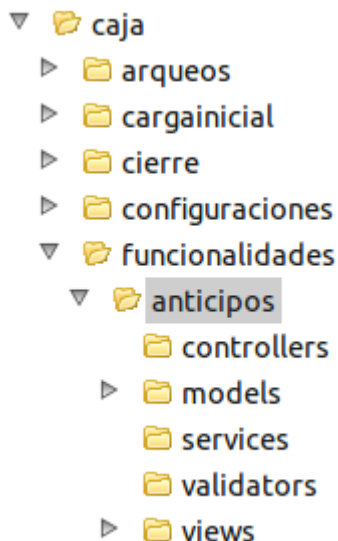 caja
arqueos
cargainicial
cierre
configuraciones
funcionalidades
anticipos
controllers
models
services
validators
views